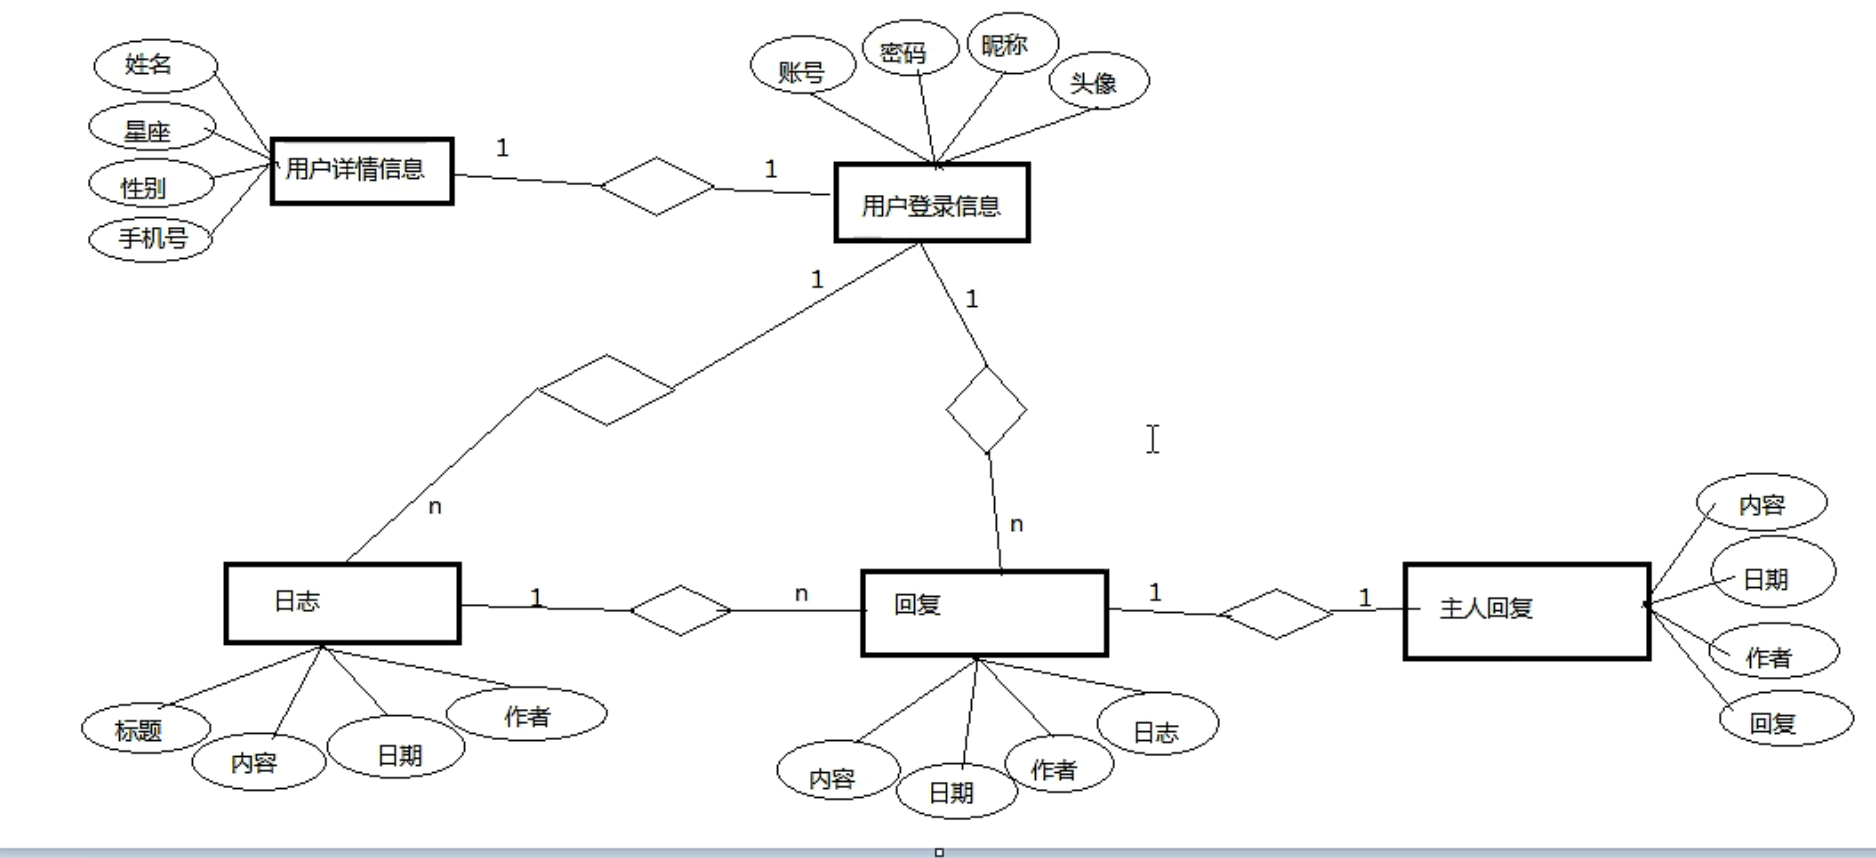 姓名
星座
性别
手机号
用户详情信息
1
1
账号
密码
昵称
头像
用户登录信息
1
1
n
n
日志
1
n
回复
1
1
主人回复
内容
日期
作者
回复
标题
内容
日期
作者
内容
日期
作者
日志